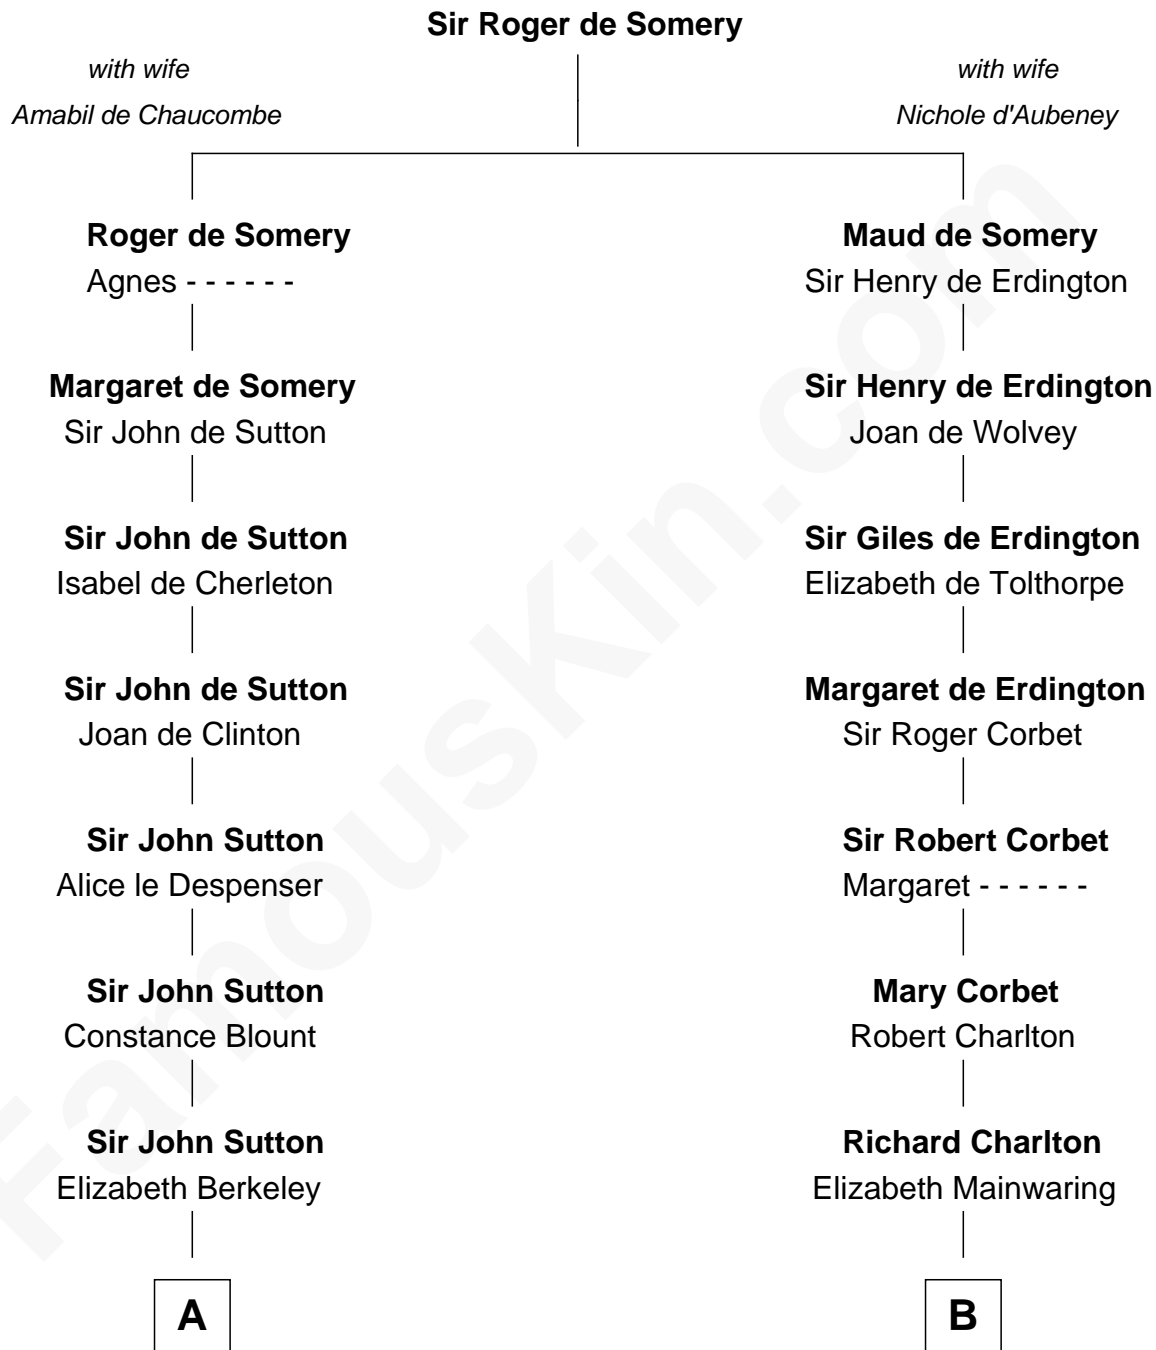 Sir Roger de Somery
with wife
Amabil de Chaucombe
with wife
Nichole d'Aubeney
Roger de Somery
Agnes - - - - - -
Margaret de Somery
Sir John de Sutton
Sir John de Sutton
Isabel de Cherleton
Sir John de Sutton
Joan de Clinton
Sir John Sutton
Alice le Despenser
Sir John Sutton
Constance Blount
Sir John Sutton
Elizabeth Berkeley
A
Maud de Somery
Sir Henry de Erdington
Sir Henry de Erdington
Joan de Wolvey
Sir Giles de Erdington
Elizabeth de Tolthorpe
Margaret de Erdington
Sir Roger Corbet
Sir Robert Corbet
Margaret - - - - - -
Mary Corbet
Robert Charlton
Richard Charlton
Elizabeth Mainwaring
B
FamousKin.com